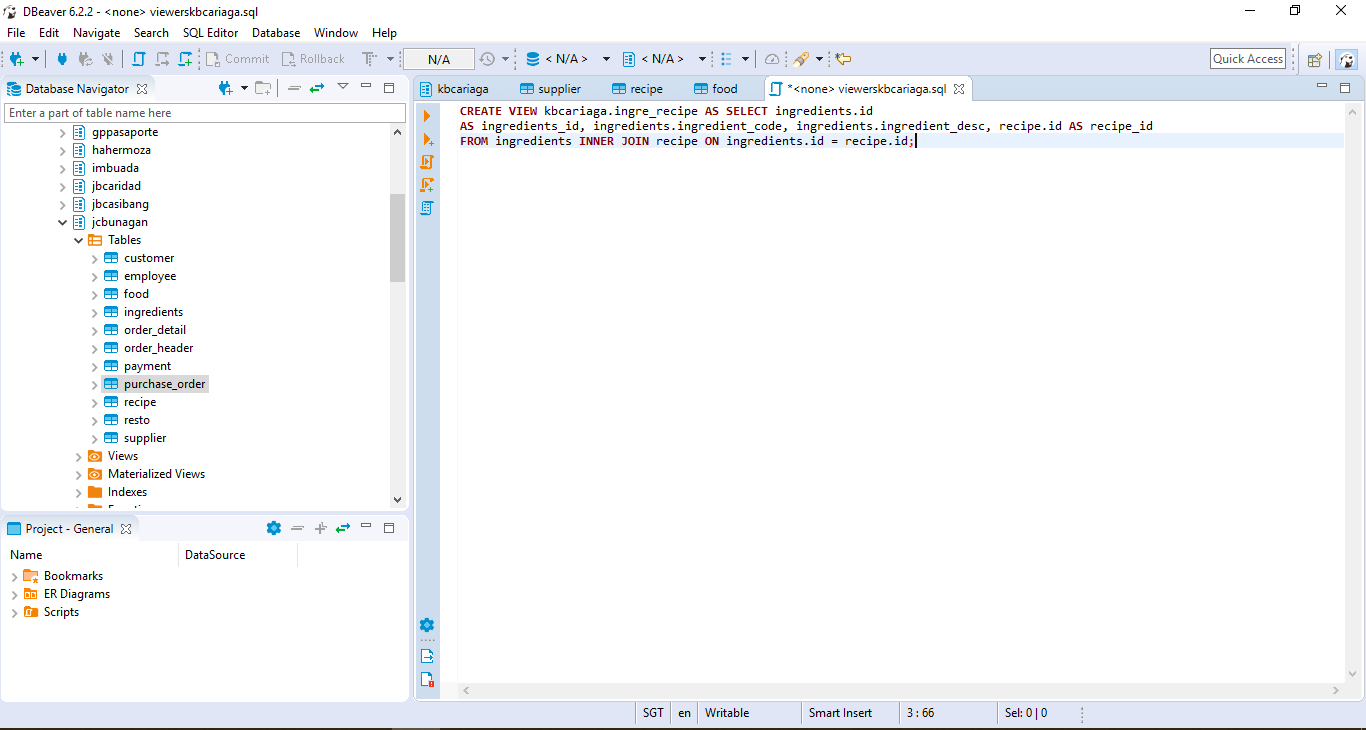 DBeaver 6.2.2 - <none> viewerskbcariaga.sql
File Edit Navigate Search SQL Editor Database Window Help
Commit Rollback N/A < N/A > < N/A > Quick Access
Database Navigator
kbcariaga supplier recipe food *<none> viewerskbcariaga.sql
Enter a part of table name here
gppasaporte
hahermoza
imbuada
jbcaridad
jbcasibang
jcbunagan
Tables
customer
employee
food
ingredients
order_detail
order_header
payment
purchase_order
recipe
resto
supplier
Views
Materialized Views
Indexes
CREATE VIEW kbcariaga.ingre_recipe AS SELECT ingredients.id
AS ingredients_id, ingredients.ingredient_code, ingredients.ingredient_desc, recipe.id AS recipe_id
FROM ingredients INNER JOIN recipe ON ingredients.id = recipe.id;
Project - General
Name DataSource
Bookmarks
ER Diagrams
Scripts
SGT en Writable Smart Insert 3 : 66 Sel: 0 | 0